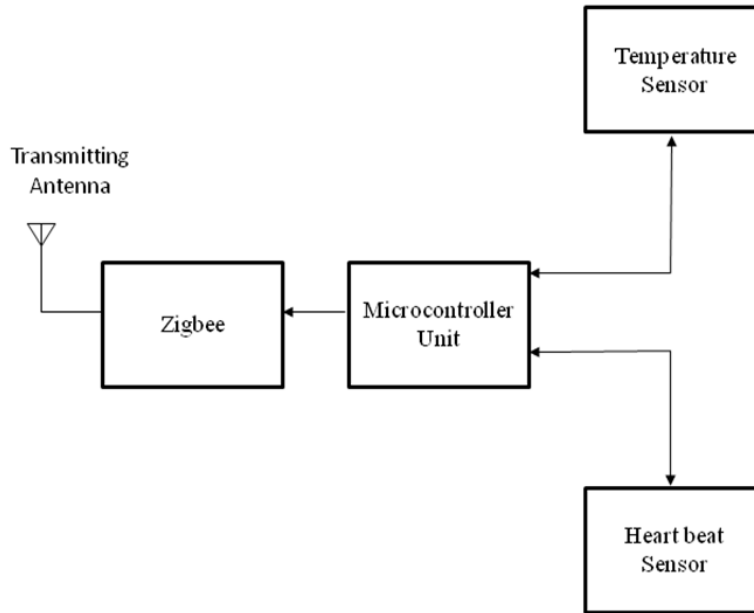 Temperature
Sensor
Transmitting
Antenna
Zigbee
Microcontroller
Unit
Heart beat
Sensor